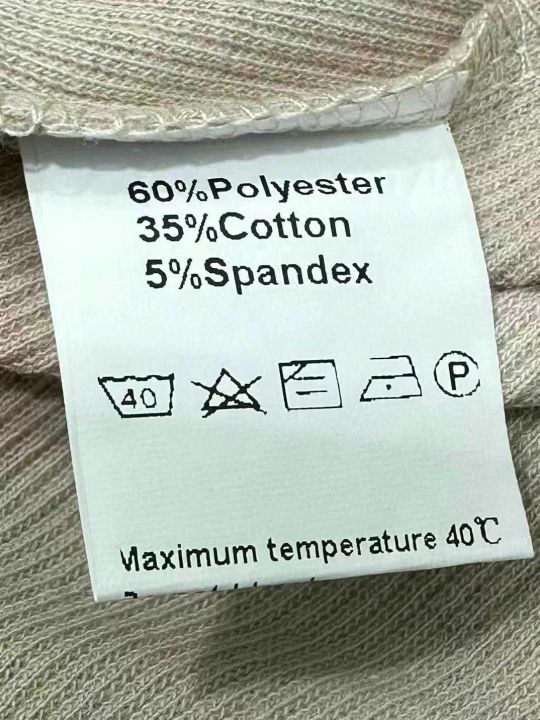 60%Polyester
35%Cotton
5%Spandex
40 P
Maximum temperature 40℃